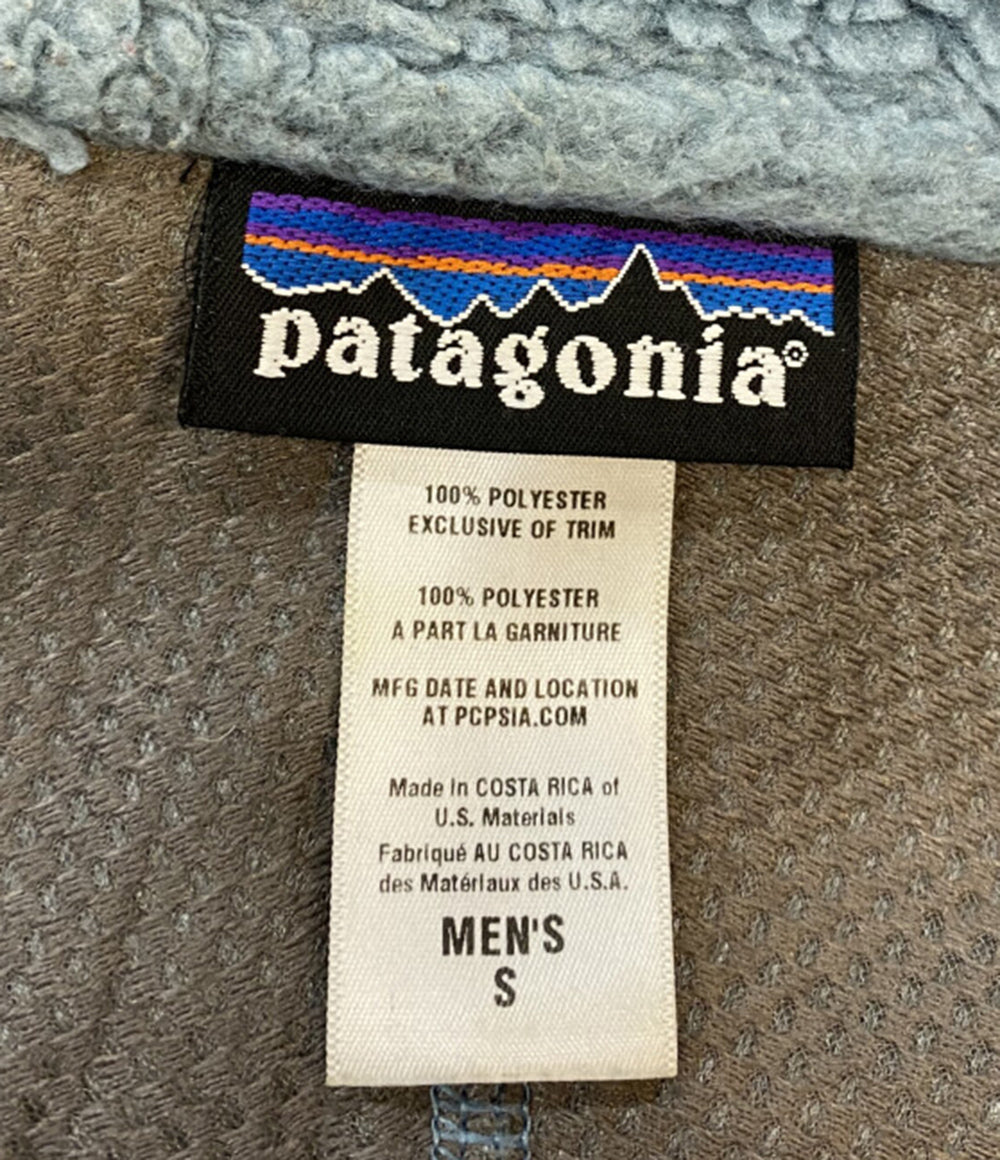 patagonia®
100% POLYESTER
EXCLUSIVE OF TRIM
100% POLYESTER
A PART LA GARNITURE
MFG DATE AND LOCATION
AT PCPSIA.COM
Made In COSTA RICA of
U.S. Materials
Fabriqué AU COSTA RICA
des Matériaux des U.S.A.
MEN'S
S